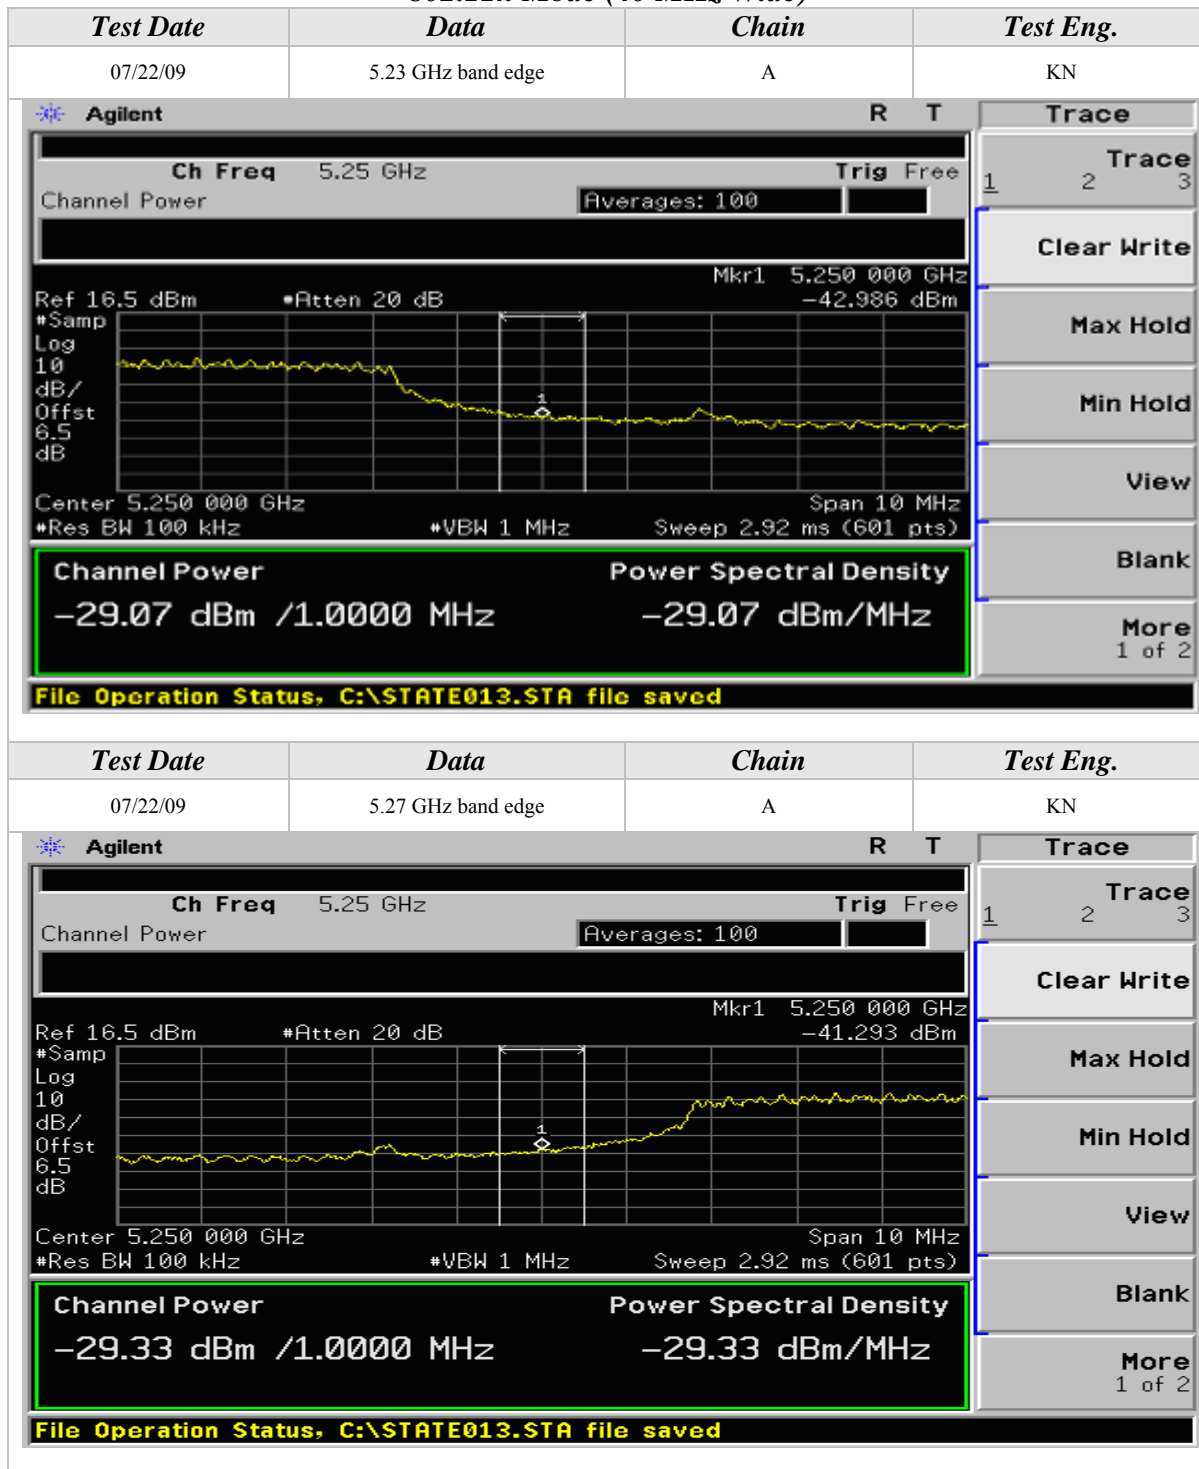 Test Date Data Chain Test Eng.
07/22/09 5.23 GHz band edge A KN
Agilent R T Trace
Ch Freq 5.25 GHz Trig Free
Channel Power Averages: 100
Trace
1 2 3
Clear Write
Mkr1 5.250 000 GHz
Ref 16.5 dBm #Atten 20 dB -42.986 dBm
#Samp
Log
10
dB/
Offst
6.5
dB
1
Max Hold
Min Hold
View
Center 5.250 000 GHz Span 10 MHz
#Res BW 100 kHz #VBW 1 MHz Sweep 2.92 ms (601 pts)
Channel Power Power Spectral Density
-29.07 dBm /1.0000 MHz -29.07 dBm/MHz
Blank
More
1 of 2
File Operation Status, C:\STATE013.STA file saved
Test Date Data Chain Test Eng.
07/22/09 5.27 GHz band edge A KN
Agilent R T Trace
Ch Freq 5.25 GHz Trig Free
Channel Power Averages: 100
Trace
1 2 3
Clear Write
Mkr1 5.250 000 GHz
Ref 16.5 dBm #Atten 20 dB -41.293 dBm
#Samp
Log
10
dB/
Offst
6.5
dB
1
Max Hold
Min Hold
View
Center 5.250 000 GHz Span 10 MHz
#Res BW 100 kHz #VBW 1 MHz Sweep 2.92 ms (601 pts)
Channel Power Power Spectral Density
-29.33 dBm /1.0000 MHz -29.33 dBm/MHz
Blank
More
1 of 2
File Operation Status, C:\STATE013.STA file saved